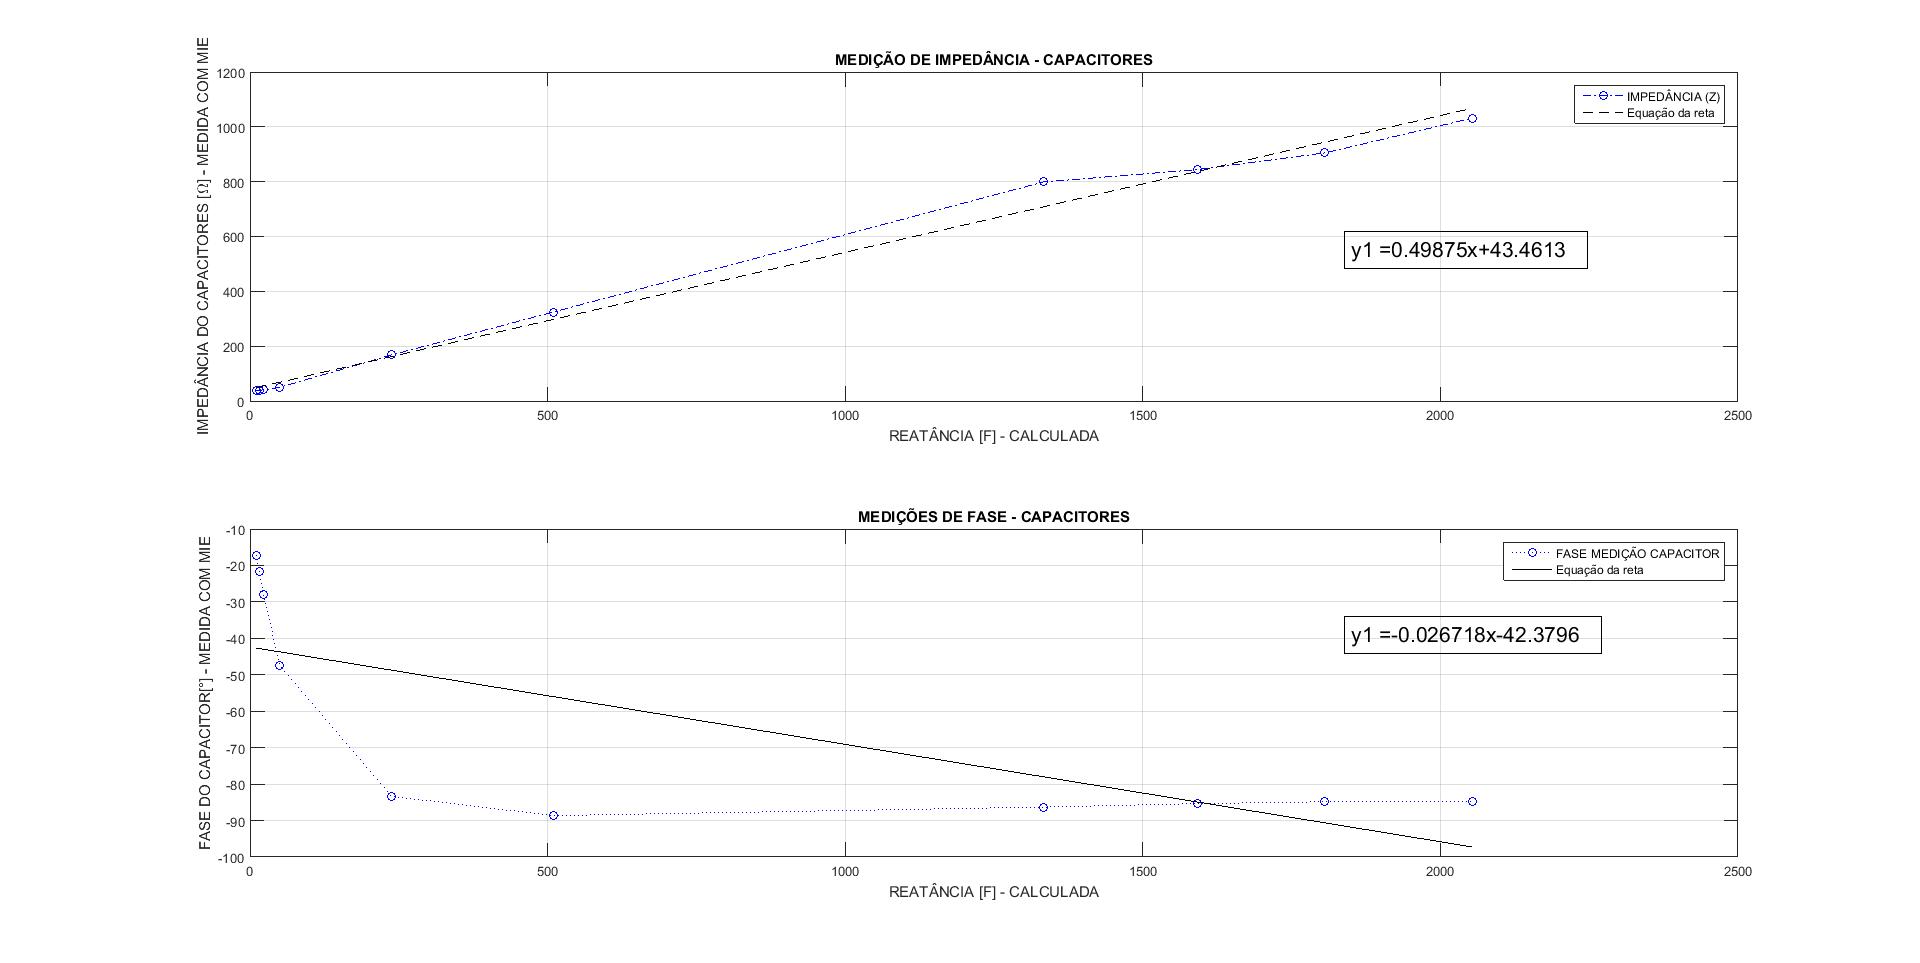 MEDIÇÃO DE IMPEDÂNCIA - CAPACITORES
IMPEDÂNCIA DO CAPACITORES [Ω] - MEDIDA COM MIE
1200
1000
800
600
400
200
0
IMPEDÂNCIA (Z)
Equação da reta
y1 =0.49875x+43.4613
0 500 1000 1500 2000 2500
REATÂNCIA [F] - CALCULADA
MEDIÇÕES DE FASE - CAPACITORES
FASE DO CAPACITOR[°] - MEDIDA COM MIE
-10
-20
-30
-40
-50
-60
-70
-80
-90
-100
FASE MEDIÇÃO CAPACITOR
Equação da reta
y1 =-0.026718x-42.3796
0 500 1000 1500 2000 2500
REATÂNCIA [F] - CALCULADA